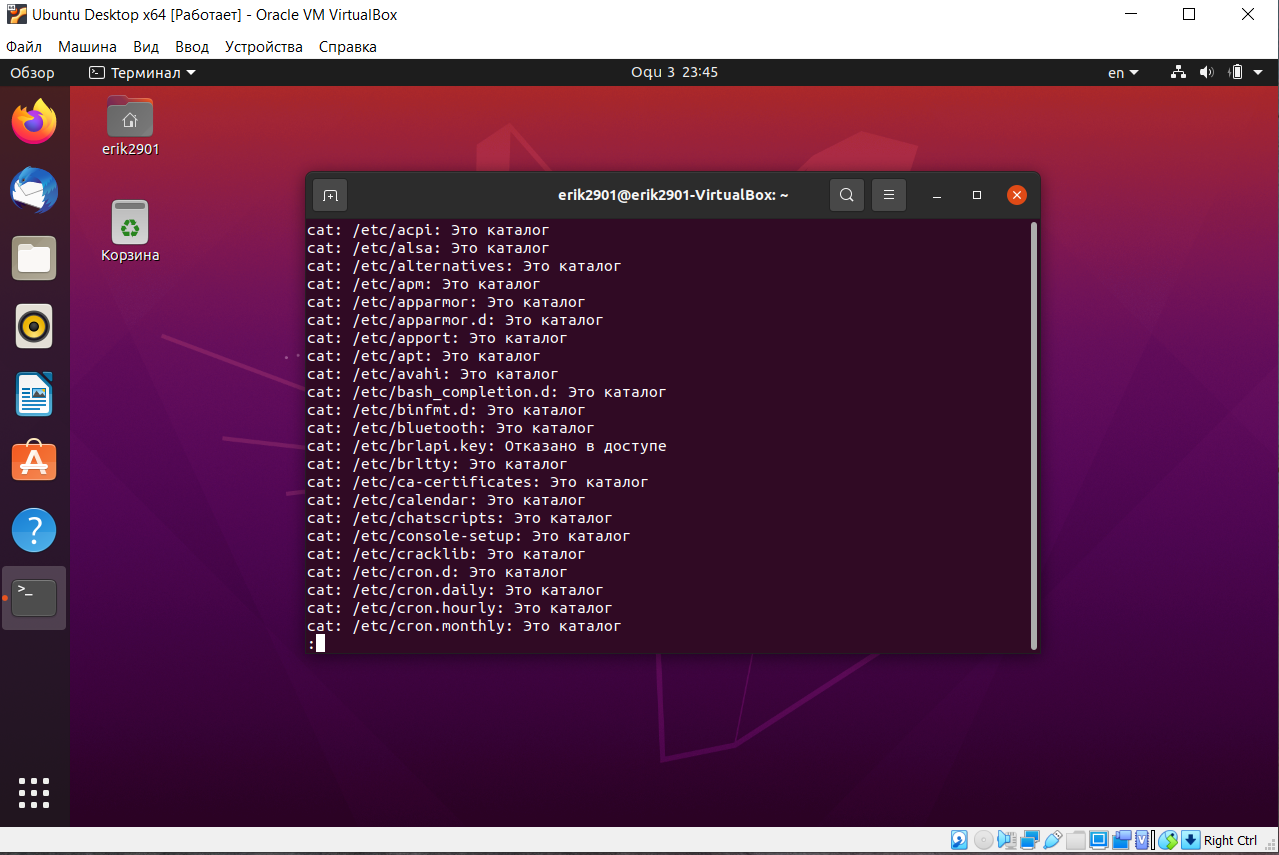 Ubuntu Desktop x64 [Работает] - Oracle VM VirtualBox
Файл Машина Вид Ввод Устройства Справка
Обзор Терминал Oqu 3 23:45 en
erik2901
Корзина
erik2901@erik2901-VirtualBox: ~
cat: /etc/acpi: Это каталог
cat: /etc/alsa: Это каталог
cat: /etc/alternatives: Это каталог
cat: /etc/apm: Это каталог
cat: /etc/apparmor: Это каталог
cat: /etc/apparmor.d: Это каталог
cat: /etc/apport: Это каталог
cat: /etc/apt: Это каталог
cat: /etc/avahi: Это каталог
cat: /etc/bash_completion.d: Это каталог
cat: /etc/binfmt.d: Это каталог
cat: /etc/bluetooth: Это каталог
cat: /etc/brlapi.key: Отказано в доступе
cat: /etc/brltty: Это каталог
cat: /etc/ca-certificates: Это каталог
cat: /etc/calendar: Это каталог
cat: /etc/chatscripts: Это каталог
cat: /etc/console-setup: Это каталог
cat: /etc/cracklib: Это каталог
cat: /etc/cron.d: Это каталог
cat: /etc/cron.daily: Это каталог
cat: /etc/cron.hourly: Это каталог
cat: /etc/cron.monthly: Это каталог
:
Right Ctrl